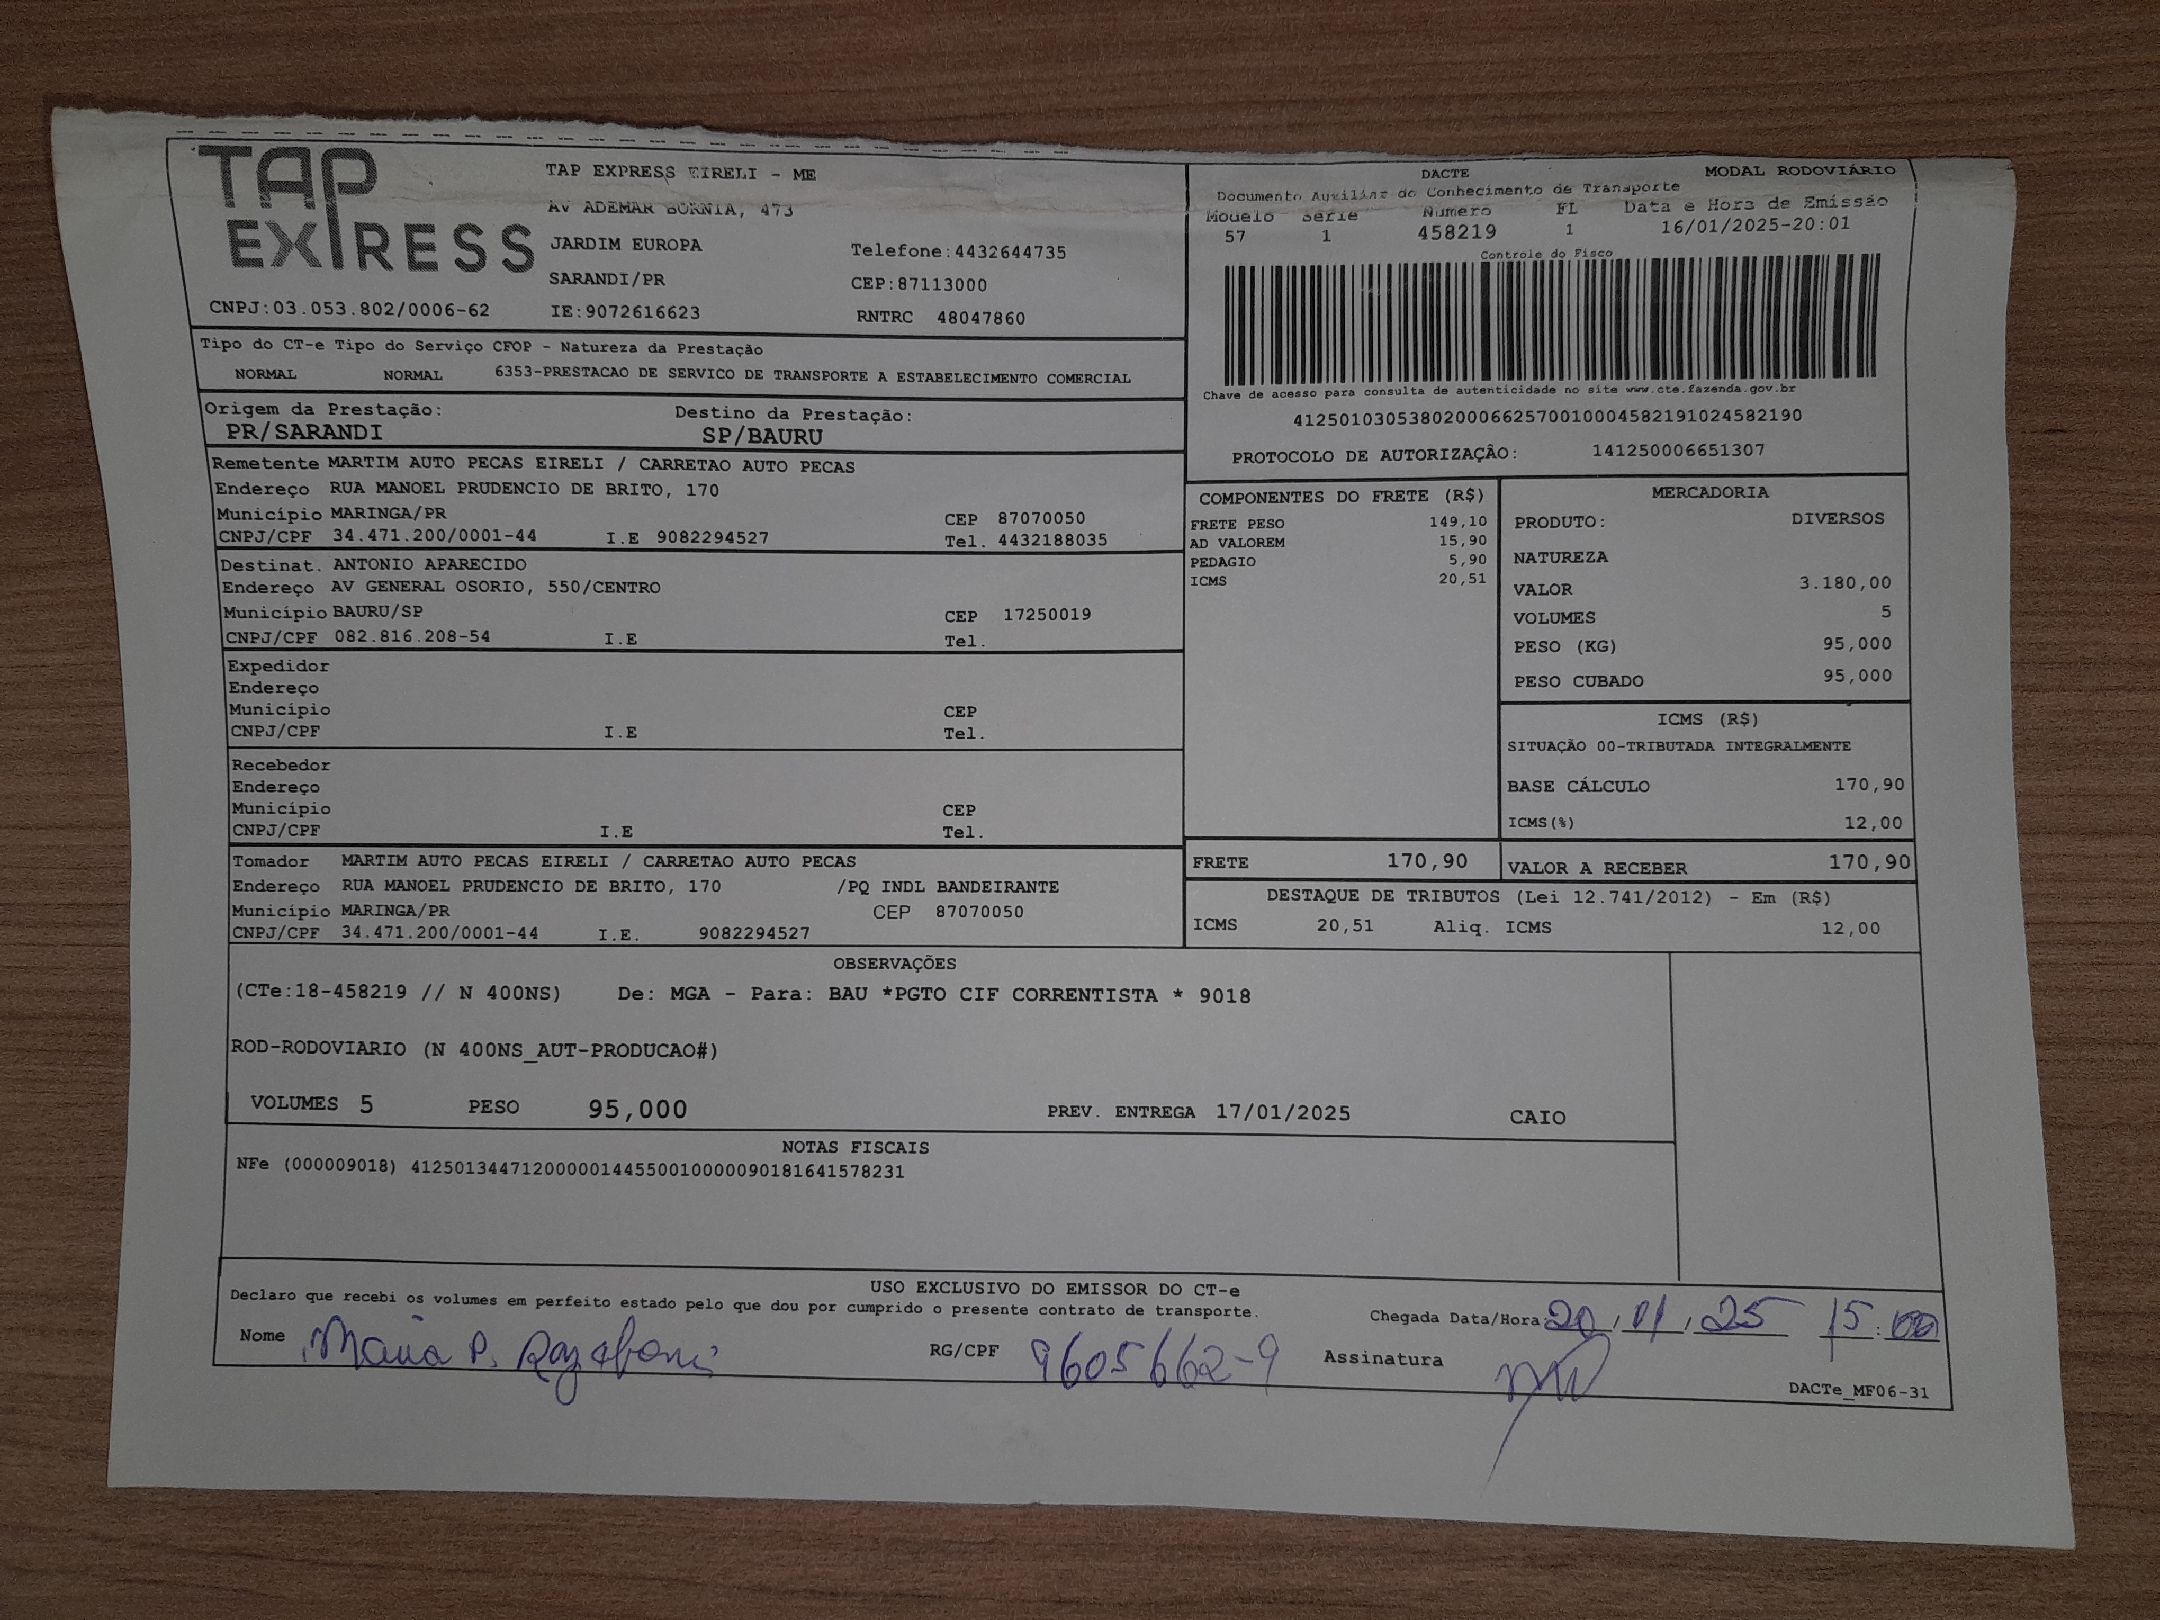 TAP
EXPRESS
CNPJ:03.053.802/0006-62
TAP EXPRESS EIRELI - ME
AV ADEMAR BORNIA, 473
JARDIM EUROPA Telefone:4432644735
SARANDI/PR CEP:87113000
IE:9072616623 RNTRC 48047860
DACTE MODAL RODOVIÁRIO
Documento Auxiliar do Conhecimento de Transporte
Modelo Serie Numero FL Data e Hora de Emissão
57 1 458219 1 16/01/2025-20:01
Controle do Fisco
Chave de acesso para consulta de autenticidade no site www.cte.fazenda.gov.br
41250103053802000662570010004582191024582190
PROTOCOLO DE AUTORIZAÇÃO: 141250006651307
Tipo do CT-e Tipo do Serviço CFOP - Natureza da Prestação
NORMAL NORMAL 6353-PRESTACAO DE SERVICO DE TRANSPORTE A ESTABELECIMENTO COMERCIAL
Origem da Prestação: Destino da Prestação:
PR/SARANDI SP/BAURU
Remetente MARTIM AUTO PECAS EIRELI / CARRETAO AUTO PECAS
Endereço RUA MANOEL PRUDENCIO DE BRITO, 170
Município MARINGA/PR CEP 87070050
CNPJ/CPF 34.471.200/0001-44 I.E 9082294527 Tel. 4432188035
Destinat. ANTONIO APARECIDO
Endereço AV GENERAL OSORIO, 550/CENTRO
Município BAURU/SP CEP 17250019
CNPJ/CPF 082.816.208-54 I.E Tel.
Expedidor
Endereço
Município CEP
CNPJ/CPF I.E Tel.
Recebedor
Endereço
Município CEP
CNPJ/CPF I.E Tel.
Tomador MARTIM AUTO PECAS EIRELI / CARRETAO AUTO PECAS
Endereço RUA MANOEL PRUDENCIO DE BRITO, 170 /PQ INDL BANDEIRANTE
Município MARINGA/PR CEP 87070050
CNPJ/CPF 34.471.200/0001-44 I.E. 9082294527
COMPONENTES DO FRETE (R$)
FRETE PESO 149,10
AD VALOREM 15,90
PEDAGIO 5,90
ICMS 20,51
MERCADORIA
PRODUTO: DIVERSOS
NATUREZA
VALOR 3.180,00
VOLUMES 5
PESO (KG) 95,000
PESO CUBADO 95,000
ICMS (R$)
SITUAÇÃO 00-TRIBUTADA INTEGRALMENTE
BASE CÁLCULO 170,90
ICMS(%) 12,00
FRETE 170,90 VALOR A RECEBER 170,90
DESTAQUE DE TRIBUTOS (Lei 12.741/2012) - Em (R$)
ICMS 20,51 Aliq. ICMS 12,00
OBSERVAÇÕES
(CTe:18-458219 // N 400NS) De: MGA - Para: BAU *PGTO CIF CORRENTISTA * 9018
ROD-RODOVIARIO (N 400NS_AUT-PRODUCAO#)
VOLUMES 5 PESO 95,000 PREV. ENTREGA 17/01/2025 CAIO
NOTAS FISCAIS
NFe (000009018) 41250134471200000144550010000090181641578231
USO EXCLUSIVO DO EMISSOR DO CT-e
Declaro que recebi os volumes em perfeito estado pelo que dou por cumprido o presente contrato de transporte.
Chegada Data/Hora: 20/01/25 15:00
Nome Maria P. RG/CPF 9605662-9 Assinatura
DACTe_MF06-31